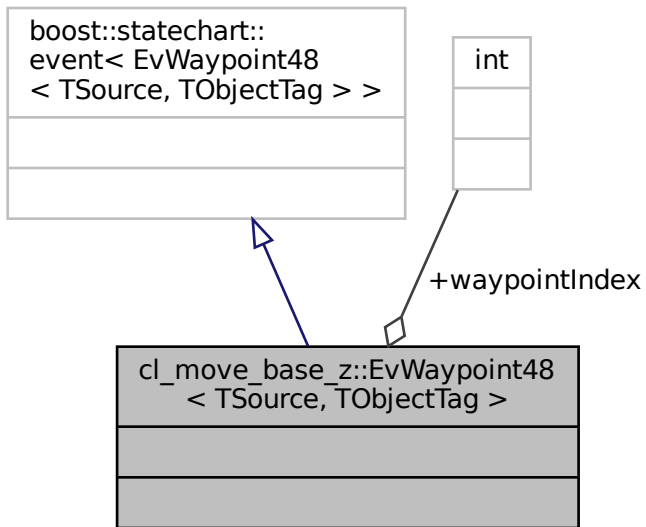 boost::statechart::
event< EvWaypoint48
< TSource, TObjectTag > >
int
+waypointIndex
cl_move_base_z::EvWaypoint48
< TSource, TObjectTag >